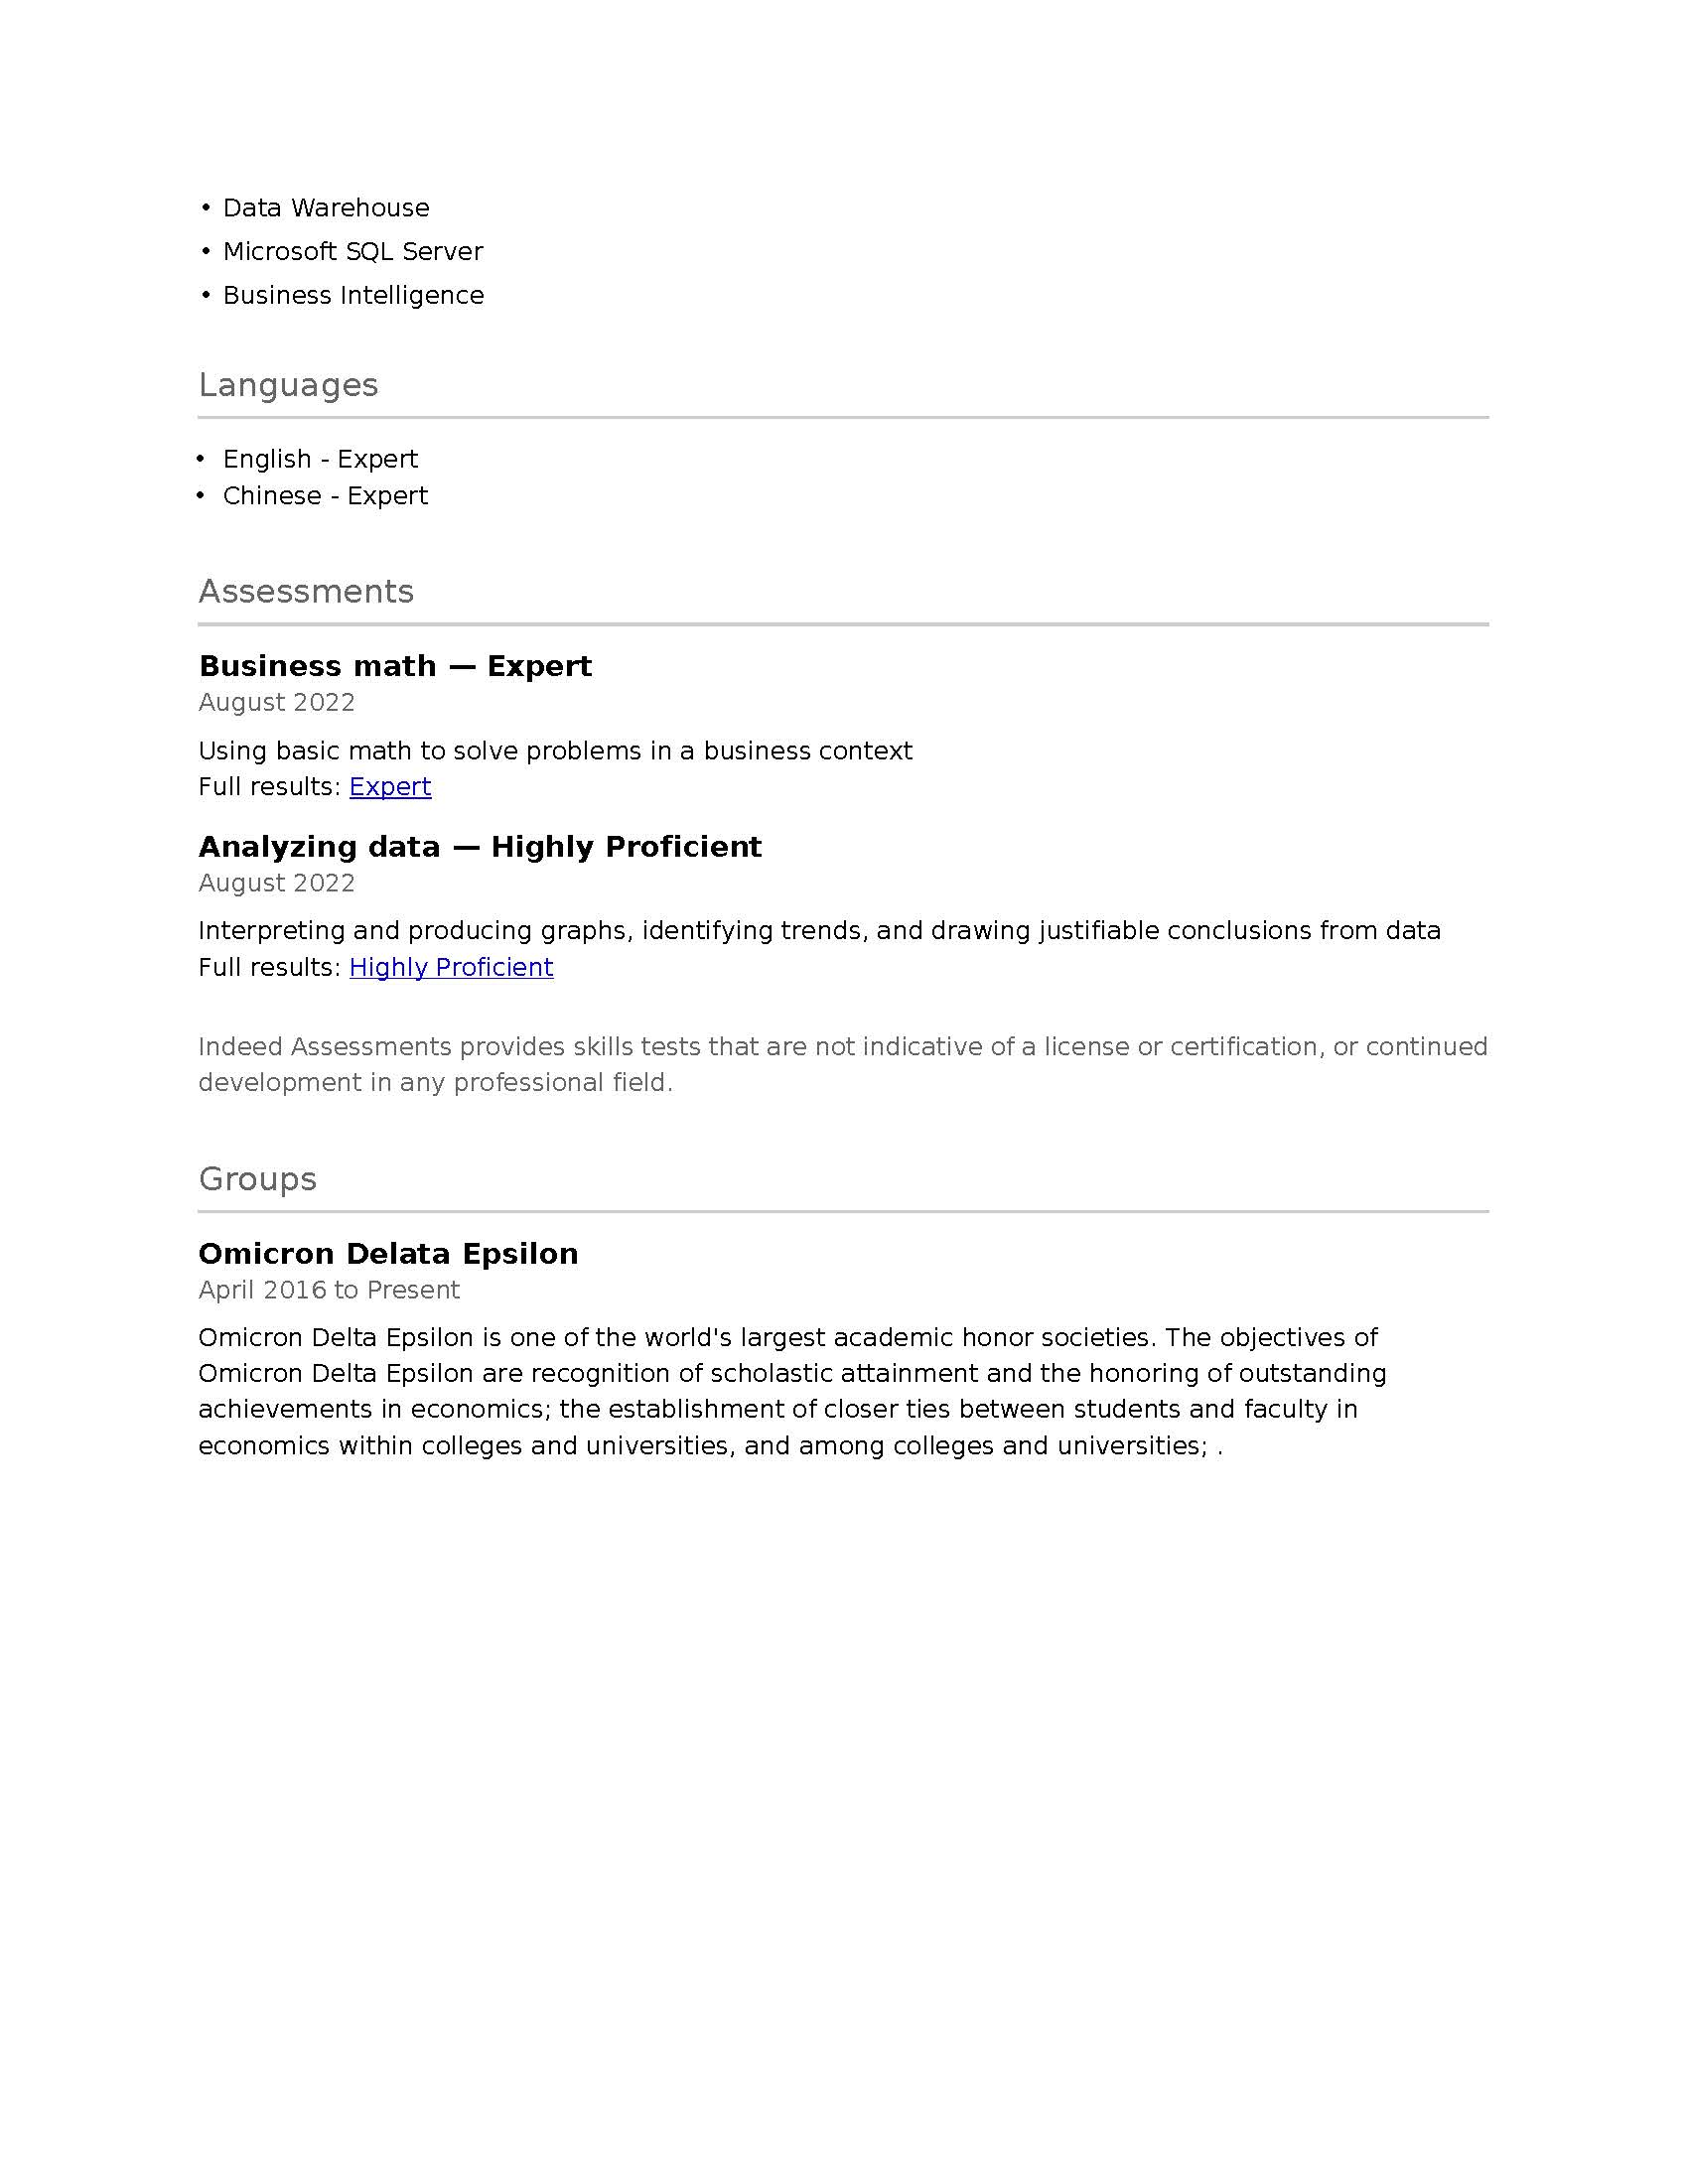 • Data Warehouse
• Microsoft SQL Server
• Business Intelligence
Languages
• English - Expert
• Chinese - Expert
Assessments
Business math — Expert
August 2022
Using basic math to solve problems in a business context
Full results: Expert
Analyzing data — Highly Proficient
August 2022
Interpreting and producing graphs, identifying trends, and drawing justifiable conclusions from data
Full results: Highly Proficient
Indeed Assessments provides skills tests that are not indicative of a license or certification, or continued
development in any professional field.
Groups
Omicron Delata Epsilon
April 2016 to Present
Omicron Delta Epsilon is one of the world's largest academic honor societies. The objectives of
Omicron Delta Epsilon are recognition of scholastic attainment and the honoring of outstanding
achievements in economics; the establishment of closer ties between students and faculty in
economics within colleges and universities, and among colleges and universities; .